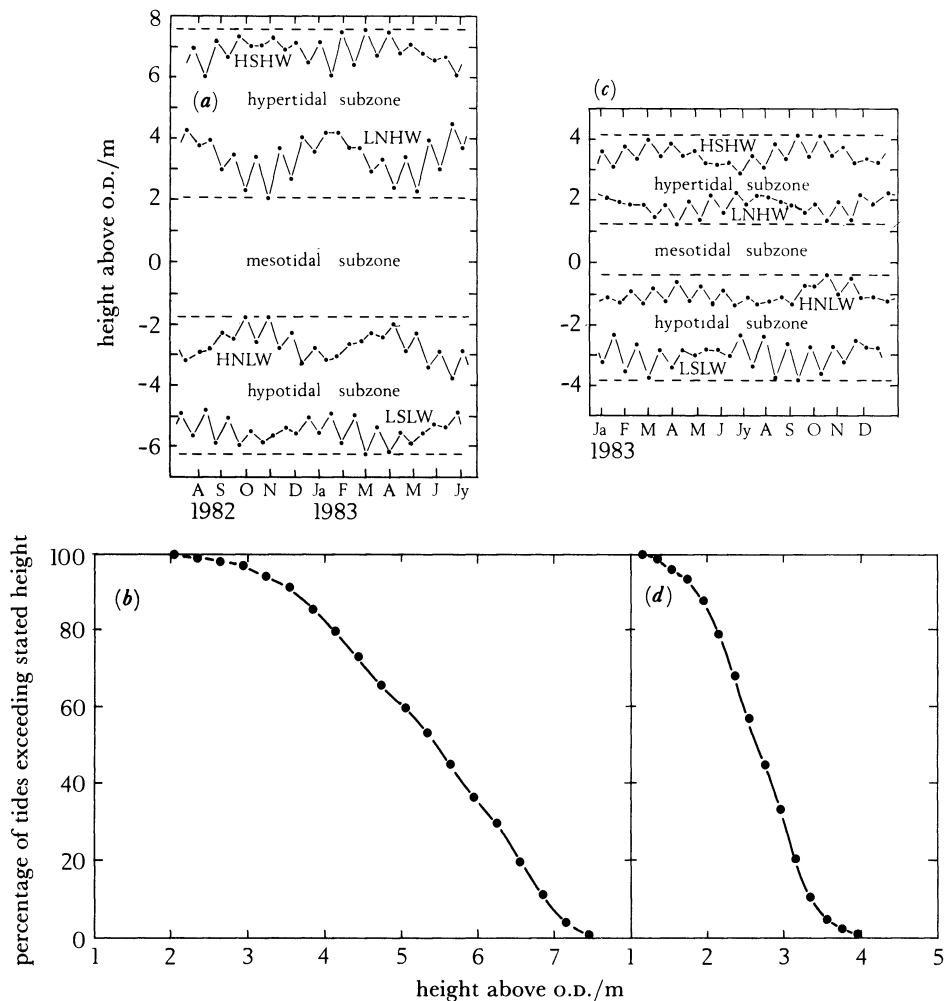 8
6
4
2
0
-2
-4
-6
-7
height above O.D./m
(a)
HSHW
hypertidal subzone
LNHW
mesotidal subzone
HNLW
hypotidal subzone
LSLW
A S O N D Ja F M A M J Jy
1982 1983
(c)
4
2
0
-2
-4
HSHW
hypertidal subzone
LNHW
mesotidal subzone
HNLW
hypotidal subzone
LSLW
Ja F M A M J Jy A S O N D
1983
percentage of tides exceeding stated height
100
80
60
40
20
0
(b)
1 2 3 4 5 6 7
(d)
1 2 3 4 5
height above O.D./m